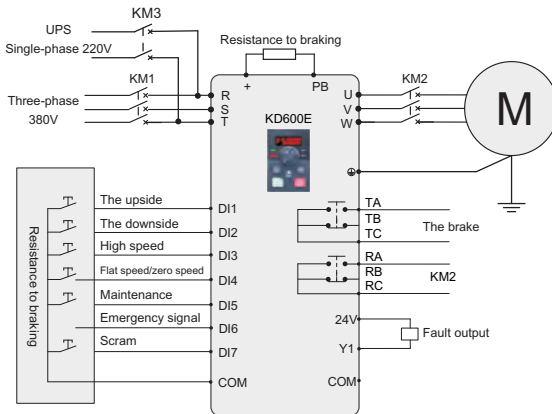 KM3
UPS
Single-phase 220V
Resistance to braking
KM1
+
PB
KM2
Three-phase
380V
R
S
T
U
V
W
KD600E
M
The upside
DI1
The downside
DI2
High speed
DI3
Flat speed/zero speed
DI4
Maintenance
DI5
Emergency signal
DI6
Scram
DI7
COM
Resistance to braking
TA
TB
TC
The brake
RA
RB
RC
KM2
24V
Y1
Fault output
COM